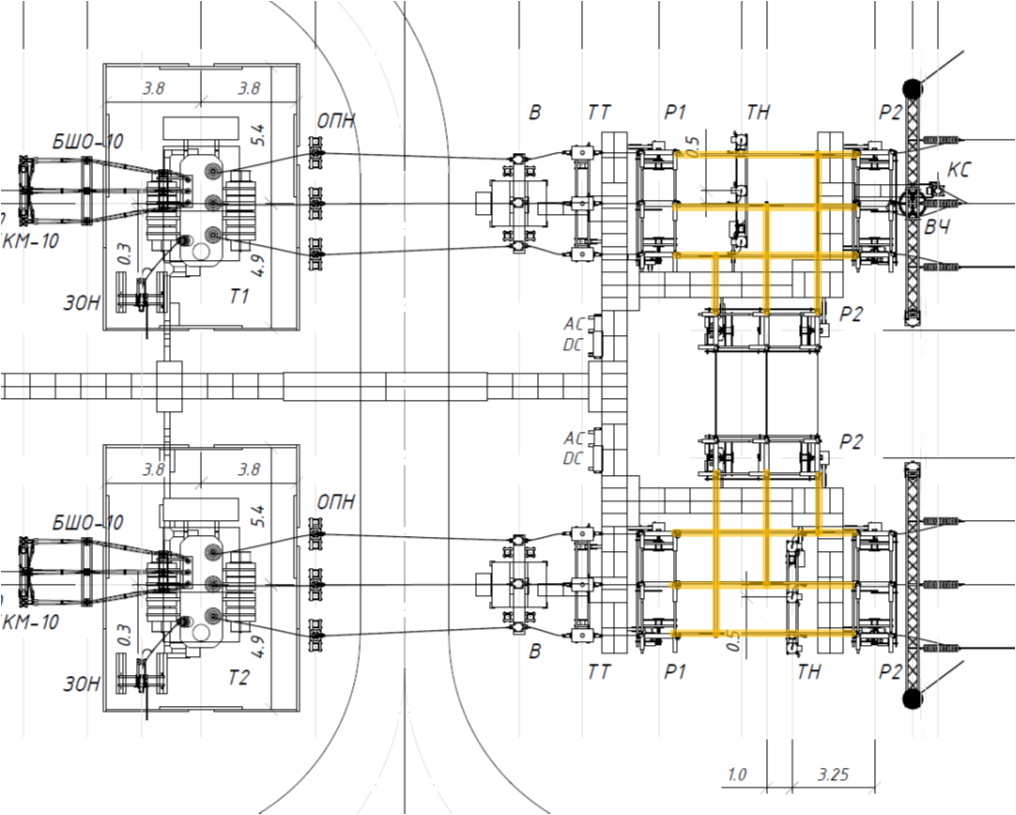 3.8 3.8
В ТТ Р1 ТН Р2
ОПН
5.4
БШО-10
0.5
КС
КМ-10
ВЧ
0.3
4.9
ЗОН
Т1
Р2
АС
DC
АС
DC
Р2
3.8 3.8
ОПН
5.4
БШО-10
КМ-10
0.3
4.9
0.5
В
ТТ Р1 ТН Р2
ЗОН
Т2
1.0 3.25